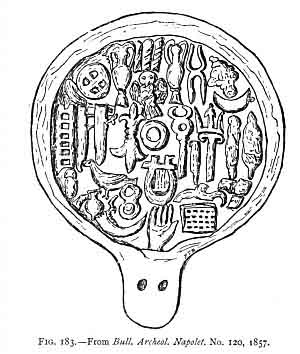 FIG. 183.—From Bull. Archeol. Napolet. No. 120, 1857.